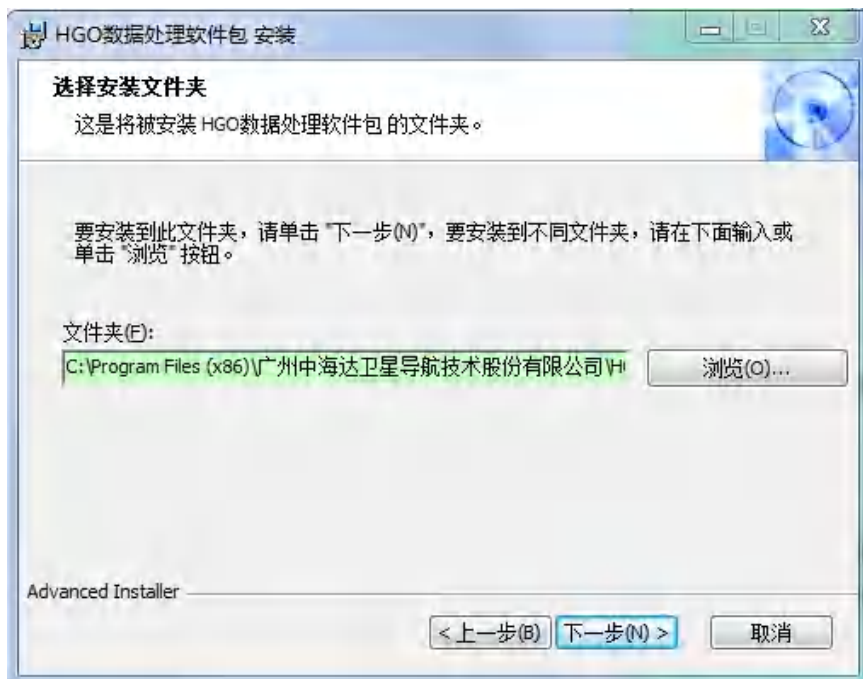 HGO数据处理软件包 安装
选择安装文件夹
这是将被安装 HGO数据处理软件包 的文件夹。
要安装到此文件夹，请单击 "下一步(N)"，要安装到不同文件夹，请在下面输入或
单击 "浏览" 按钮。
文件夹(F):
C:\Program Files (x86)\广州中海达卫星导航技术股份有限公司\H
浏览(O)...
Advanced Installer
< 上一步(B) 下一步(N) > 取消